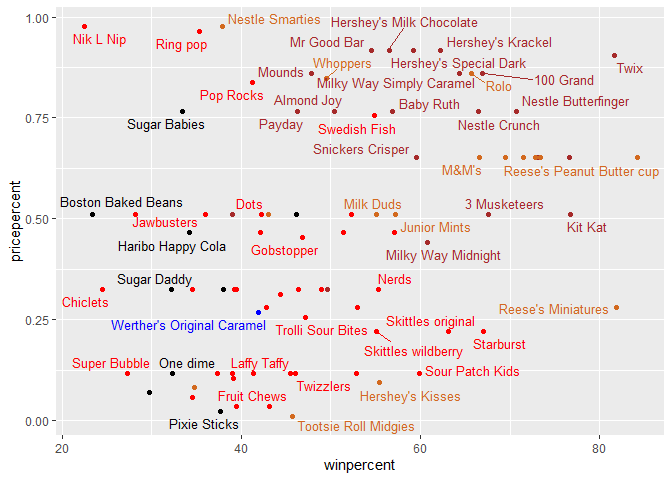 1.00
Nestle Smarties
Hershey's Milk Chocolate
Nik L Nip
Ring pop
Mr Good Bar
Hershey's Krackel
Whoppers
Hershey's Special Dark
Twix
Mounds
Milky Way Simply Caramel
100 Grand
Rolo
Pop Rocks
Almond Joy
Baby Ruth
Nestle Butterfinger
0.75
Sugar Babies
Payday
Swedish Fish
Nestle Crunch
Snickers Crisper
M&M's
Reese's Peanut Butter cup
pricepercent
Boston Baked Beans
Dots
Milk Duds
3 Musketeers
0.50
Jawbusters
Junior Mints
Kit Kat
Haribo Happy Cola
Gobstopper
Milky Way Midnight
Sugar Daddy
Nerds
Chiclets
Reese's Miniatures
0.25
Werther's Original Caramel
Trolli Sour Bites
Skittles original
Skittles wildberry
Starburst
Super Bubble
One dime
Laffy Taffy
Sour Patch Kids
Twizzlers
Fruit Chews
Hershey's Kisses
0.00
Pixie Sticks
Tootsie Roll Midgies
20
40
60
80
winpercent